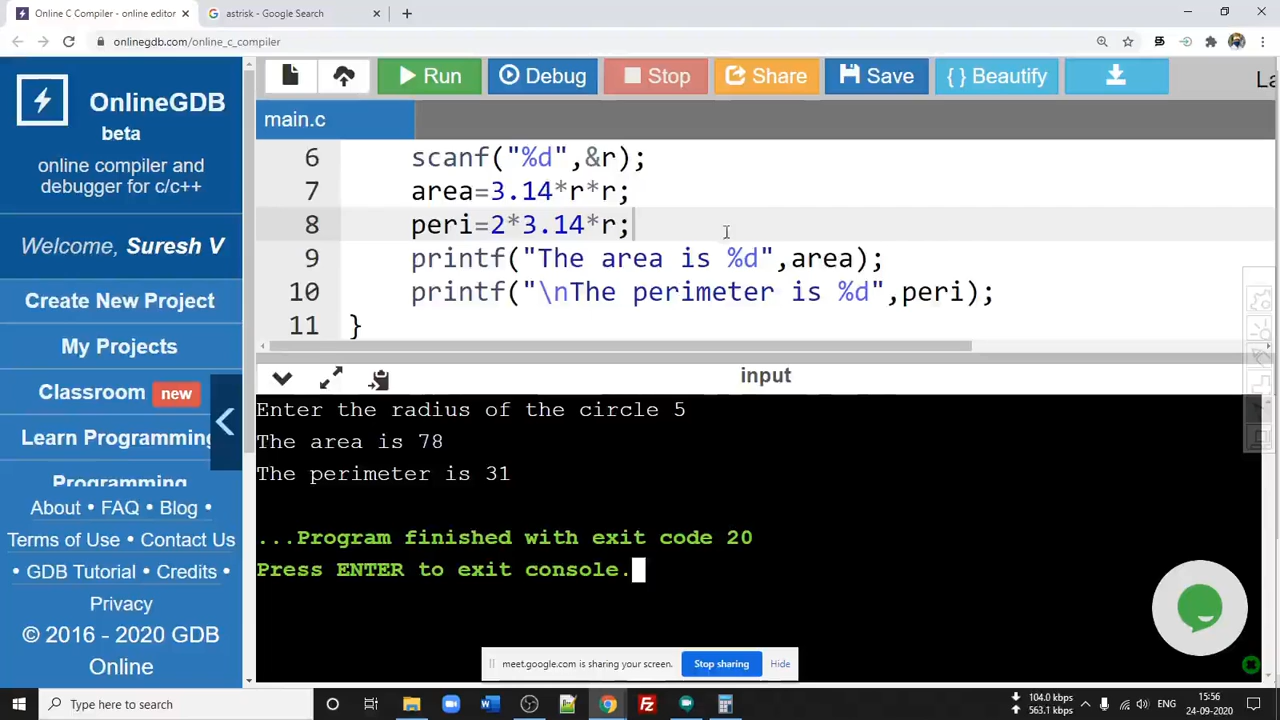 Online C Compiler - online editor
astrisk - Google Search
onlinegdb.com/online_c_compiler
OnlineGDB
beta
online compiler and
debugger for c/c++
Welcome, Suresh V
Create New Project
My Projects
Classroom new
Learn Programming
Programming
About • FAQ • Blog •
Terms of Use • Contact Us
• GDB Tutorial • Credits •
Privacy
© 2016 - 2020 GDB
Online
Run
Debug
Stop
Share
Save
{ } Beautify
La
main.c
6 scanf("%d",&r);
7 area=3.14*r*r;
8 peri=2*3.14*r;
9 printf("The area is %d",area);
10 printf("\nThe perimeter is %d",peri);
11 }
input
Enter the radius of the circle 5
The area is 78
The perimeter is 31
...Program finished with exit code 20
Press ENTER to exit console.
meet.google.com is sharing your screen.
Stop sharing
Hide
Type here to search
104.0 kbps
563.1 kbps
ENG
15:56
24-09-2020